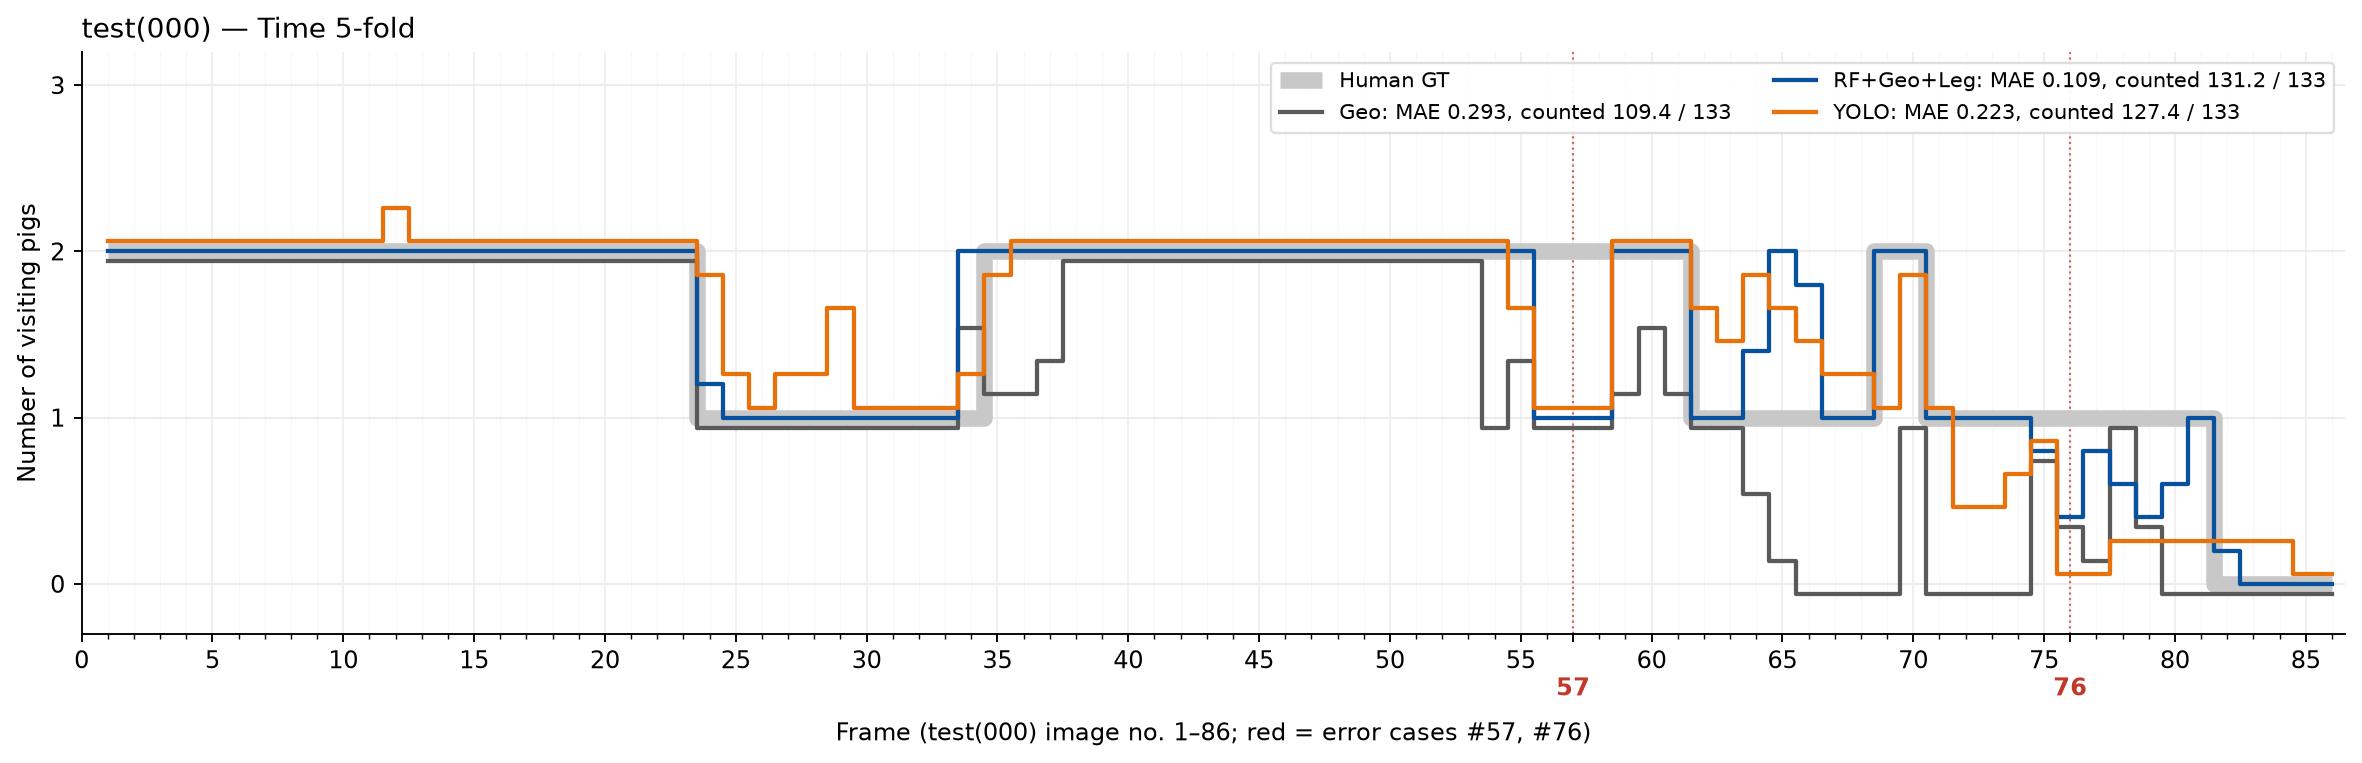 test(000) — Time 5-fold
Number of visiting pigs
3
2
1
0
Human GT
Geo: MAE 0.293, counted 109.4 / 133
RF+Geo+Leg: MAE 0.109, counted 131.2 / 133
YOLO: MAE 0.223, counted 127.4 / 133
0 5 10 15 20 25 30 35 40 45 50 55 60 65 70 75 80 85
57 76
Frame (test(000) image no. 1–86; red = error cases #57, #76)